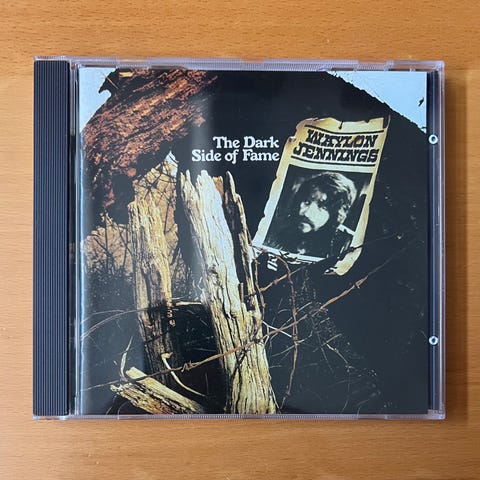 The Dark
Side of Fame
WAYLON
JENNINGS